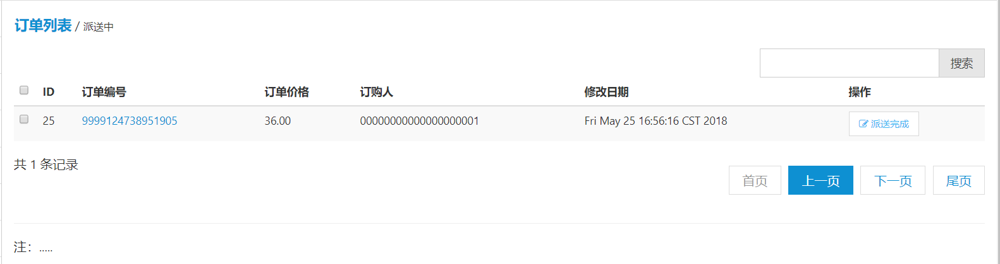 订单列表 / 派送中
搜索
ID 订单编号 订单价格 订购人 修改日期 操作
25 9999124738951905 36.00 00000000000000000001 Fri May 25 16:56:16 CST 2018 派送完成
共 1 条记录
首页 上一页 下一页 尾页
注：.....